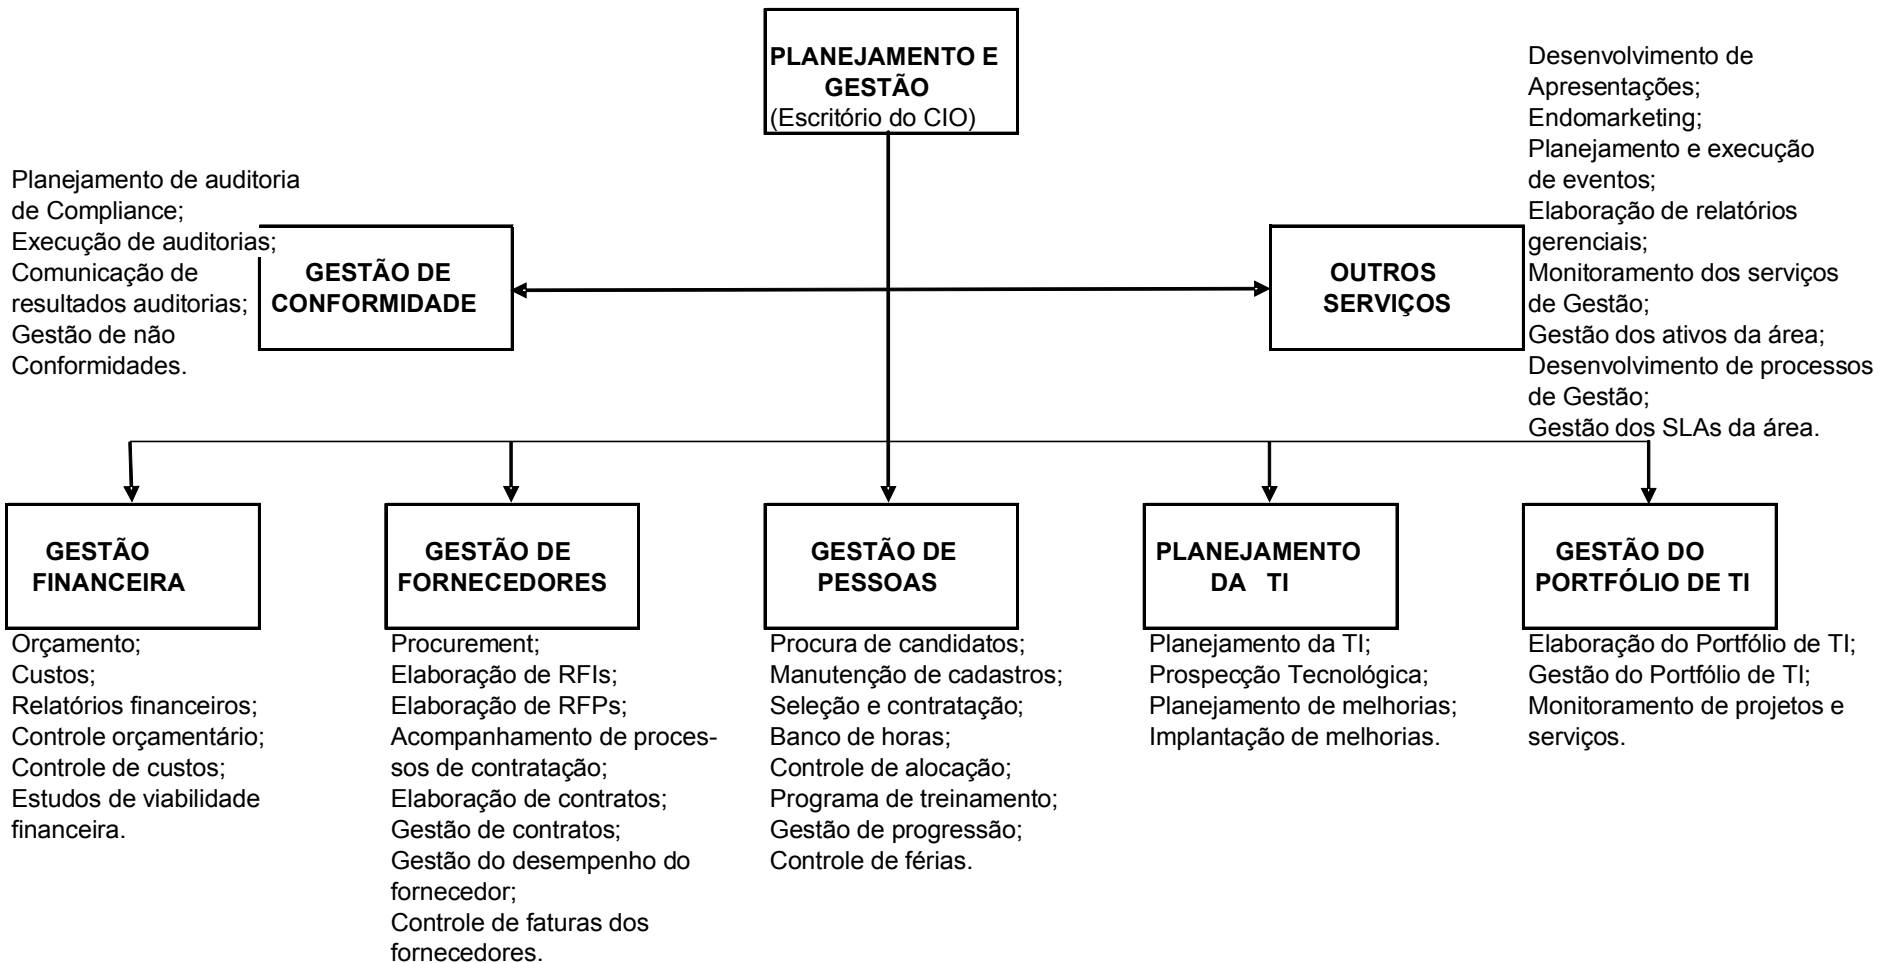 PLANEJAMENTO E
GESTÃO
(Escritório do CIO)
Planejamento de auditoria
de Compliance;
Execução de auditorias;
Comunicação de
resultados auditorias;
Gestão de não
Conformidades.
GESTÃO DE
CONFORMIDADE
OUTROS
SERVIÇOS
Desenvolvimento de
Apresentações;
Endomarketing;
Planejamento e execução
de eventos;
Elaboração de relatórios
gerenciais;
Monitoramento dos serviços
de Gestão;
Gestão dos ativos da área;
Desenvolvimento de processos
de Gestão;
Gestão dos SLAs da área.
GESTÃO
FINANCEIRA
Orçamento;
Custos;
Relatórios financeiros;
Controle orçamentário;
Controle de custos;
Estudos de viabilidade
financeira.
GESTÃO DE
FORNECEDORES
Procurement;
Elaboração de RFIs;
Elaboração de RFPs;
Acompanhamento de proces-
sos de contratação;
Elaboração de contratos;
Gestão de contratos;
Gestão do desempenho do
fornecedor;
Controle de faturas dos
fornecedores.
GESTÃO DE
PESSOAS
Procura de candidatos;
Manutenção de cadastros;
Seleção e contratação;
Banco de horas;
Controle de alocação;
Programa de treinamento;
Gestão de progressão;
Controle de férias.
PLANEJAMENTO
DA TI
Planejamento da TI;
Prospecção Tecnológica;
Planejamento de melhorias;
Implantação de melhorias.
GESTÃO DO
PORTFÓLIO DE TI
Elaboração do Portfólio de TI;
Gestão do Portfólio de TI;
Monitoramento de projetos e
serviços.